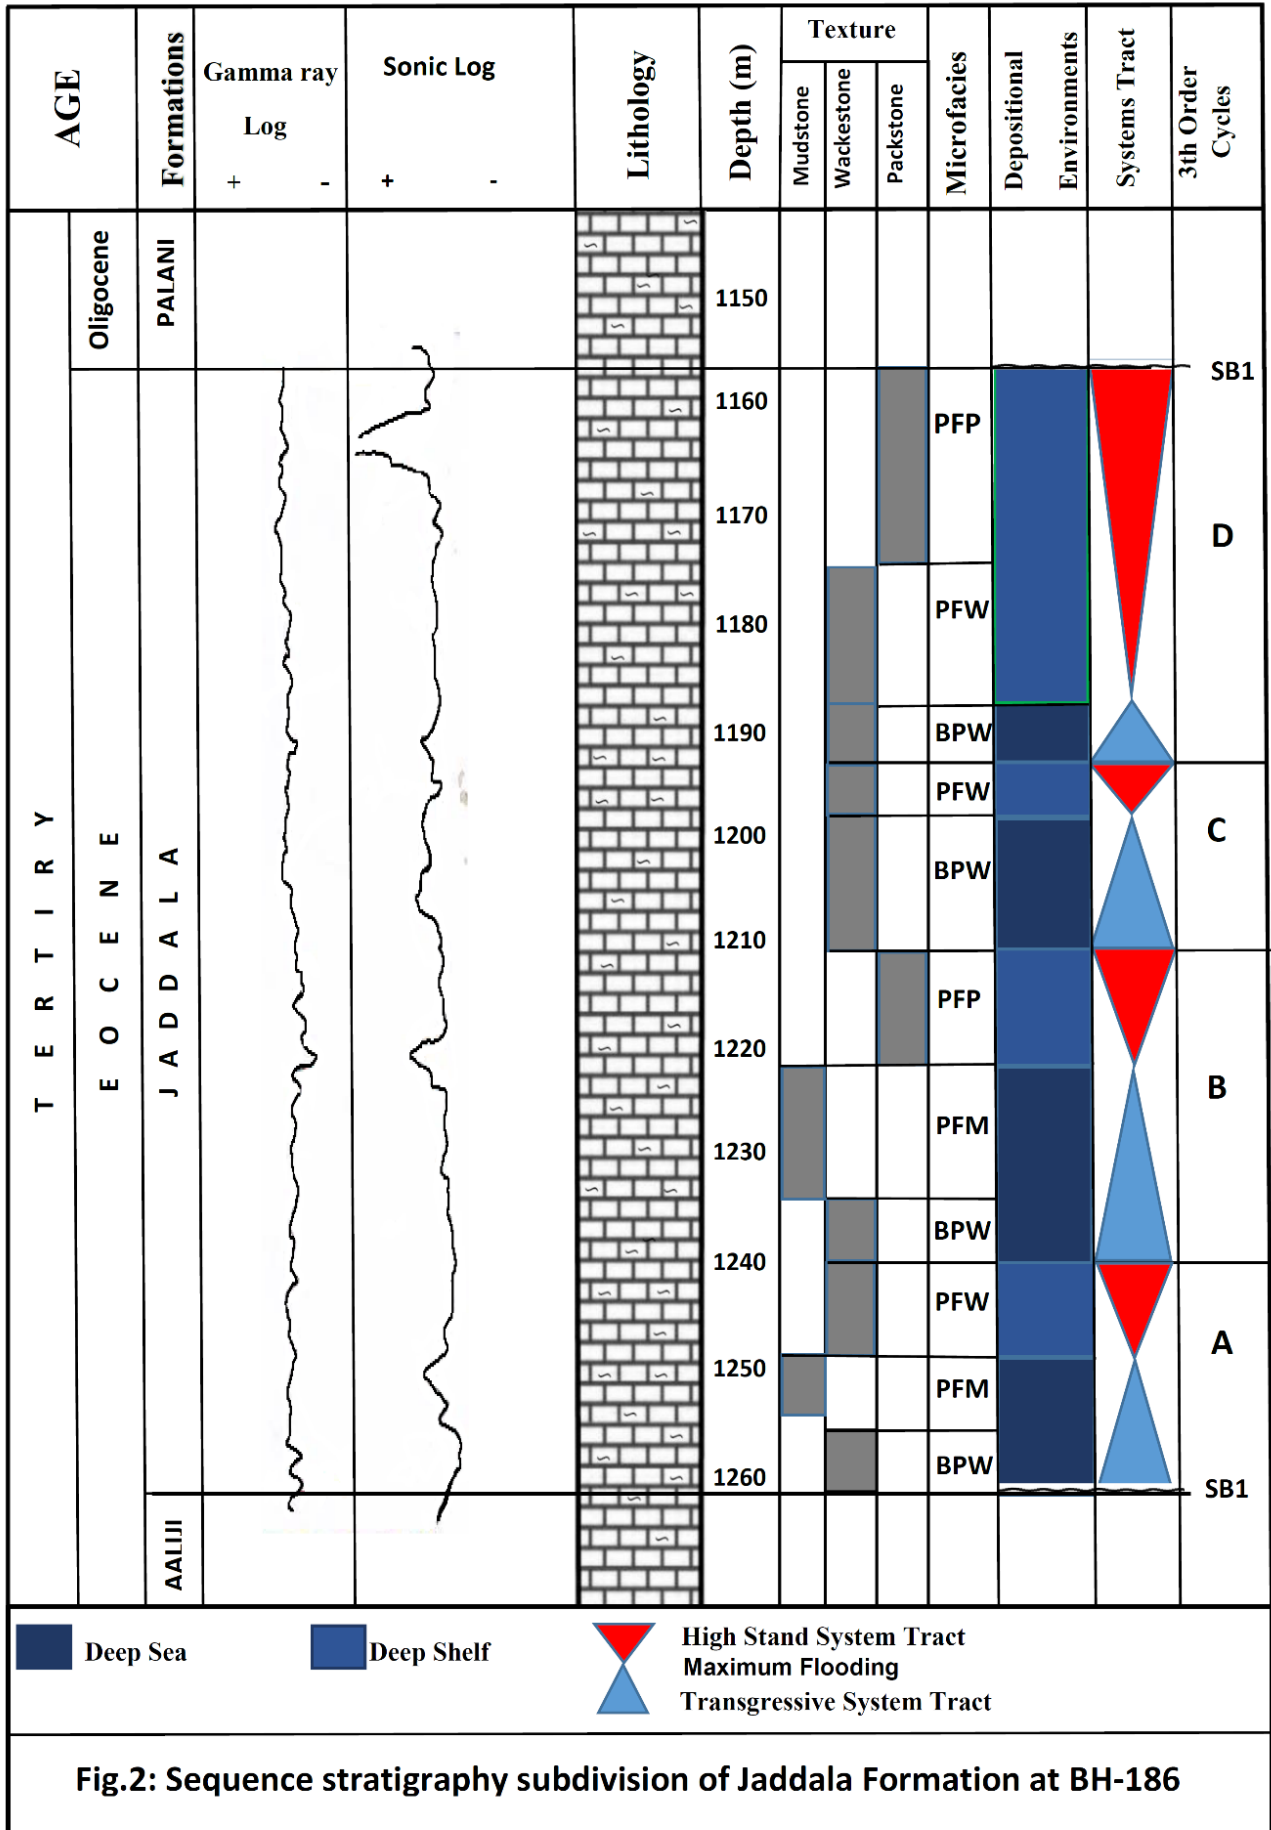 AGE
Formations
Gamma ray
Log
+ -
Sonic Log
+ -
Lithology
Depth (m)
Texture
Mudstone
Wackestone
Packstone
Microfacies
Depositional
Environments
Systems Tract
3th Order
Cycles
TERTIRY
Oligocene
EOCENE
PALANI
JADDALA
AALIJI
1150
1160
1170
1180
1190
1200
1210
1220
1230
1240
1250
1260
PFP
PFW
BPW
PFW
BPW
PFP
PFM
BPW
PFW
PFM
BPW
SB1
D
C
B
A
SB1
Deep Sea
Deep Shelf
High Stand System Tract
Maximum Flooding
Transgressive System Tract
Fig.2: Sequence stratigraphy subdivision of Jaddala Formation at BH-186